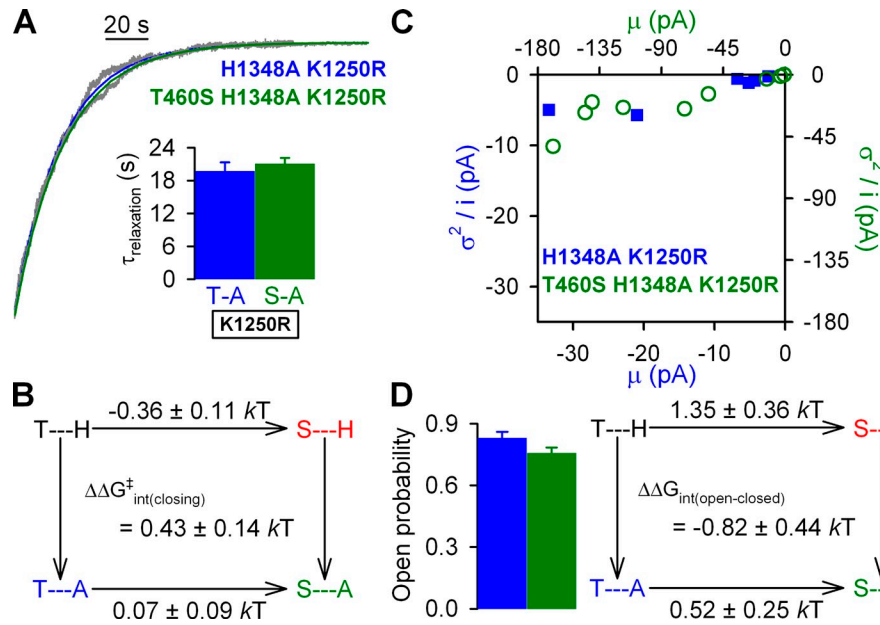 A
20 s
H1348A K1250R
T460S H1348A K1250R
24
18
12
6
0
τrelaxation (s)
T-A
S-A
K1250R
C
μ (pA)
-180
-135
-90
-45
0
0
-10
-20
-30
σ² / i (pA)
0
-45
-90
-135
-180
σ² / i (pA)
H1348A K1250R
T460S H1348A K1250R
-30
-20
-10
0
μ (pA)
B
-0.36 ± 0.11 kT
T---H
S---H
ΔΔG‡int(closing)
= 0.43 ± 0.14 kT
T---A
S---A
0.07 ± 0.09 kT
D
0.9
0.6
0.3
0.0
Open probability
1.35 ± 0.36 kT
T---H
S--
ΔΔGint(open-closed)
= -0.82 ± 0.44 kT
T---A
S--
0.52 ± 0.25 kT